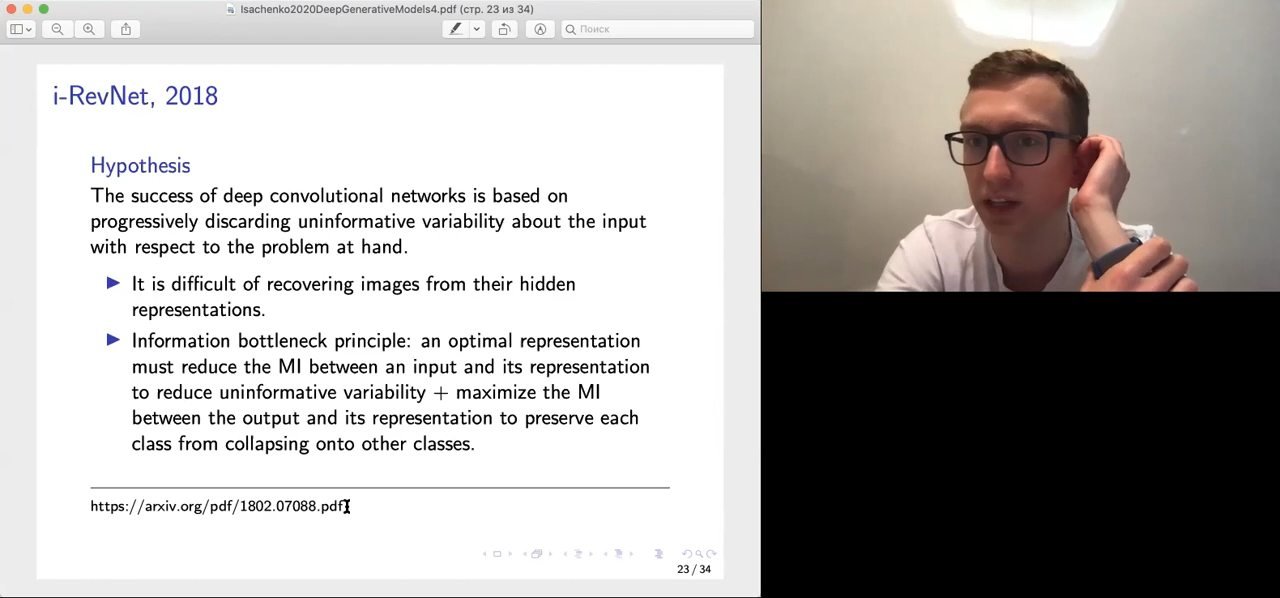 Isachenko2020DeepGenerativeModels4.pdf (стр. 23 из 34)
Поиск
i-RevNet, 2018
Hypothesis
The success of deep convolutional networks is based on
progressively discarding uninformative variability about the input
with respect to the problem at hand.
It is difficult of recovering images from their hidden
representations.
Information bottleneck principle: an optimal representation
must reduce the MI between an input and its representation
to reduce uninformative variability + maximize the MI
between the output and its representation to preserve each
class from collapsing onto other classes.
https://arxiv.org/pdf/1802.07088.pdf
23 / 34